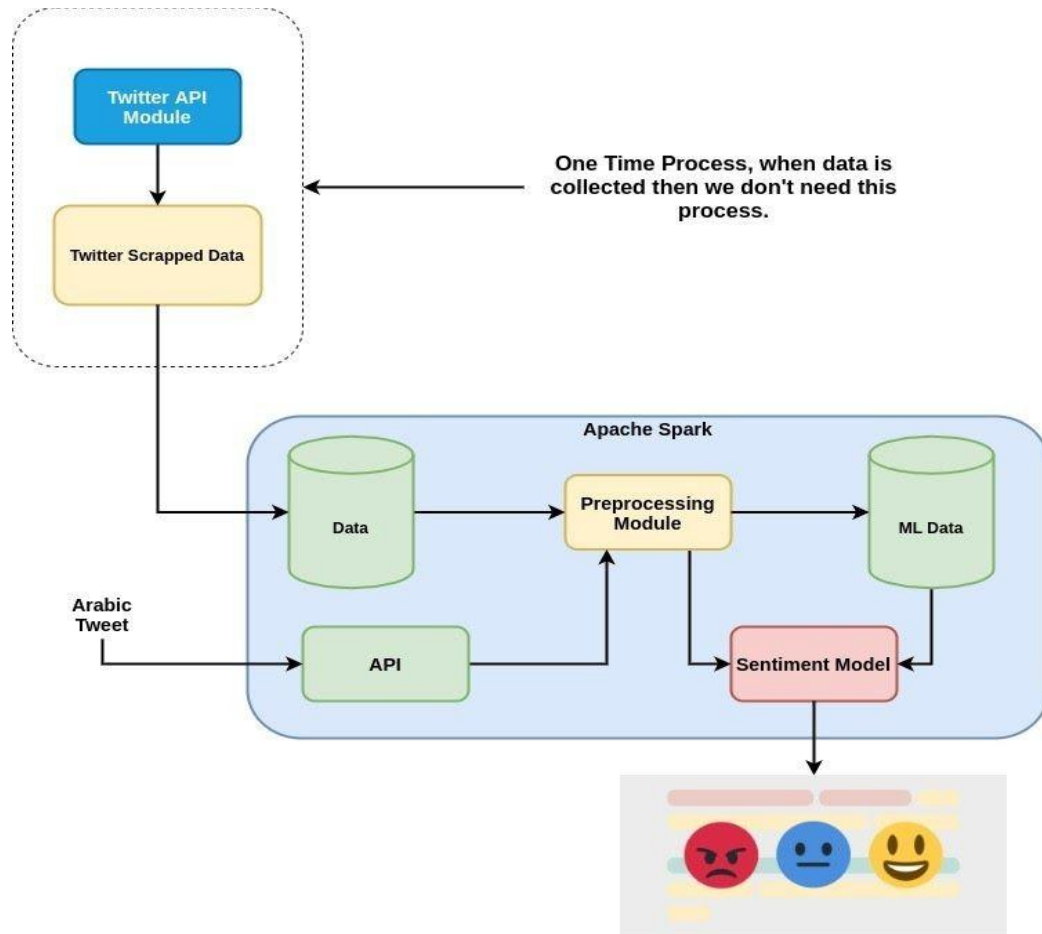 Twitter API
Module
One Time Process, when data is
collected then we don't need this
process.
Twitter Scrapped Data
Apache Spark
Data
Preprocessing
Module
ML Data
Arabic
Tweet
API
Sentiment Model